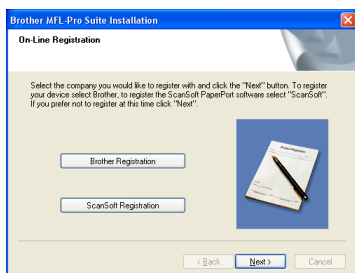 Brother MFL-Pro Suite Installation
On-Line Registration
Select the company you would like to register with and click the "Next" button. To register
your device select Brother, to register the ScanSoft PaperPort software select "ScanSoft".
If you prefer not to register at this time click "Next".
Brother Registration
Product Registration
ScanSoft Registration
< Back
Next >
Cancel